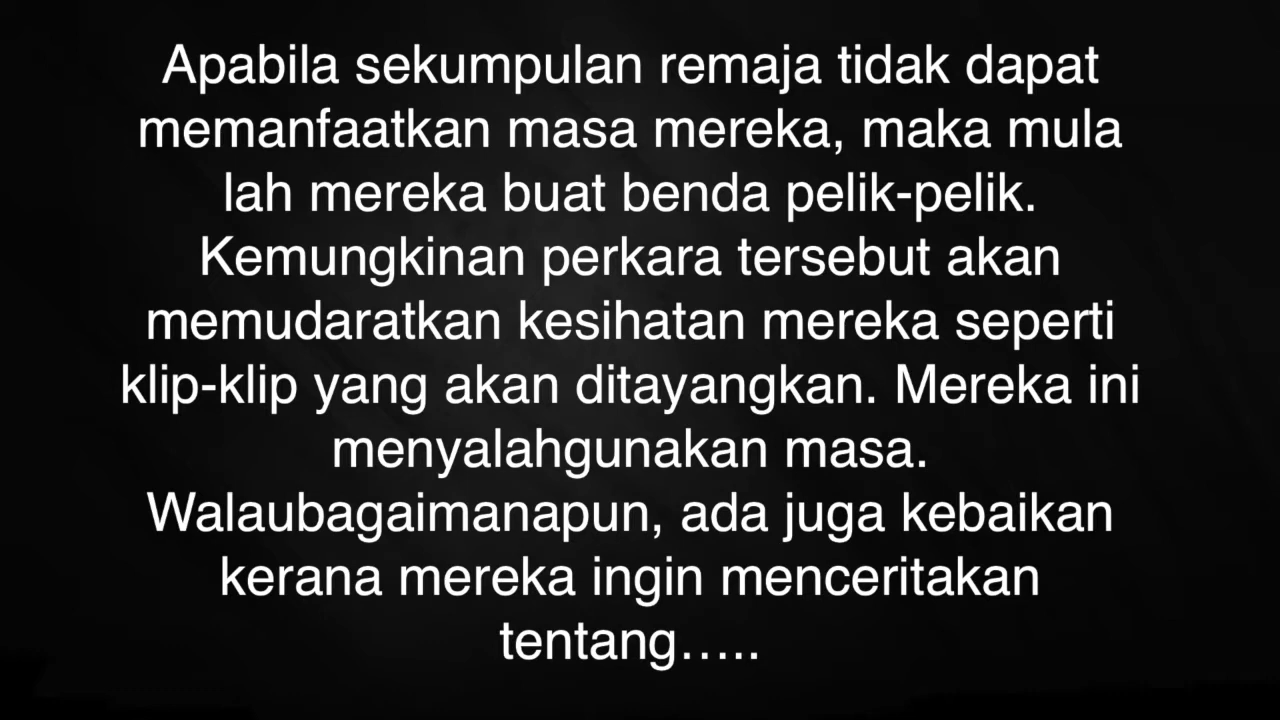 Apabila sekumpulan remaja tidak dapat
memanfaatkan masa mereka, maka mula
lah mereka buat benda pelik-pelik.
Kemungkinan perkara tersebut akan
memudaratkan kesihatan mereka seperti
klip-klip yang akan ditayangkan. Mereka ini
menyalahgunakan masa.
Walaubagaimanapun, ada juga kebaikan
kerana mereka ingin menceritakan
tentang…..